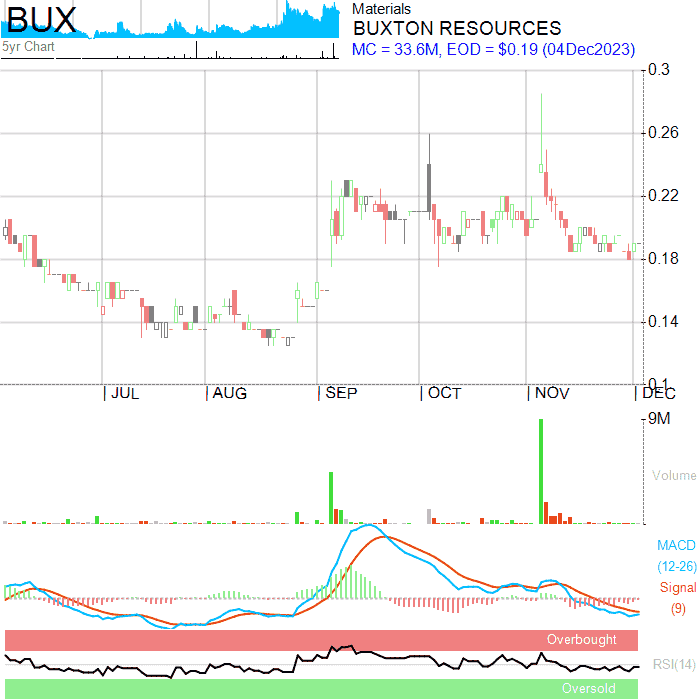 BUX
5yr Chart
Materials
BUXTON RESOURCES
MC = 33.6M, EOD = $0.19 (04Dec2023)
0.3
0.26
0.22
0.18
0.14
0.1
JUL AUG SEP OCT NOV DEC
9M
Volume
MACD
(12-26)
Signal
(9)
Overbought
RSI(14)
Oversold